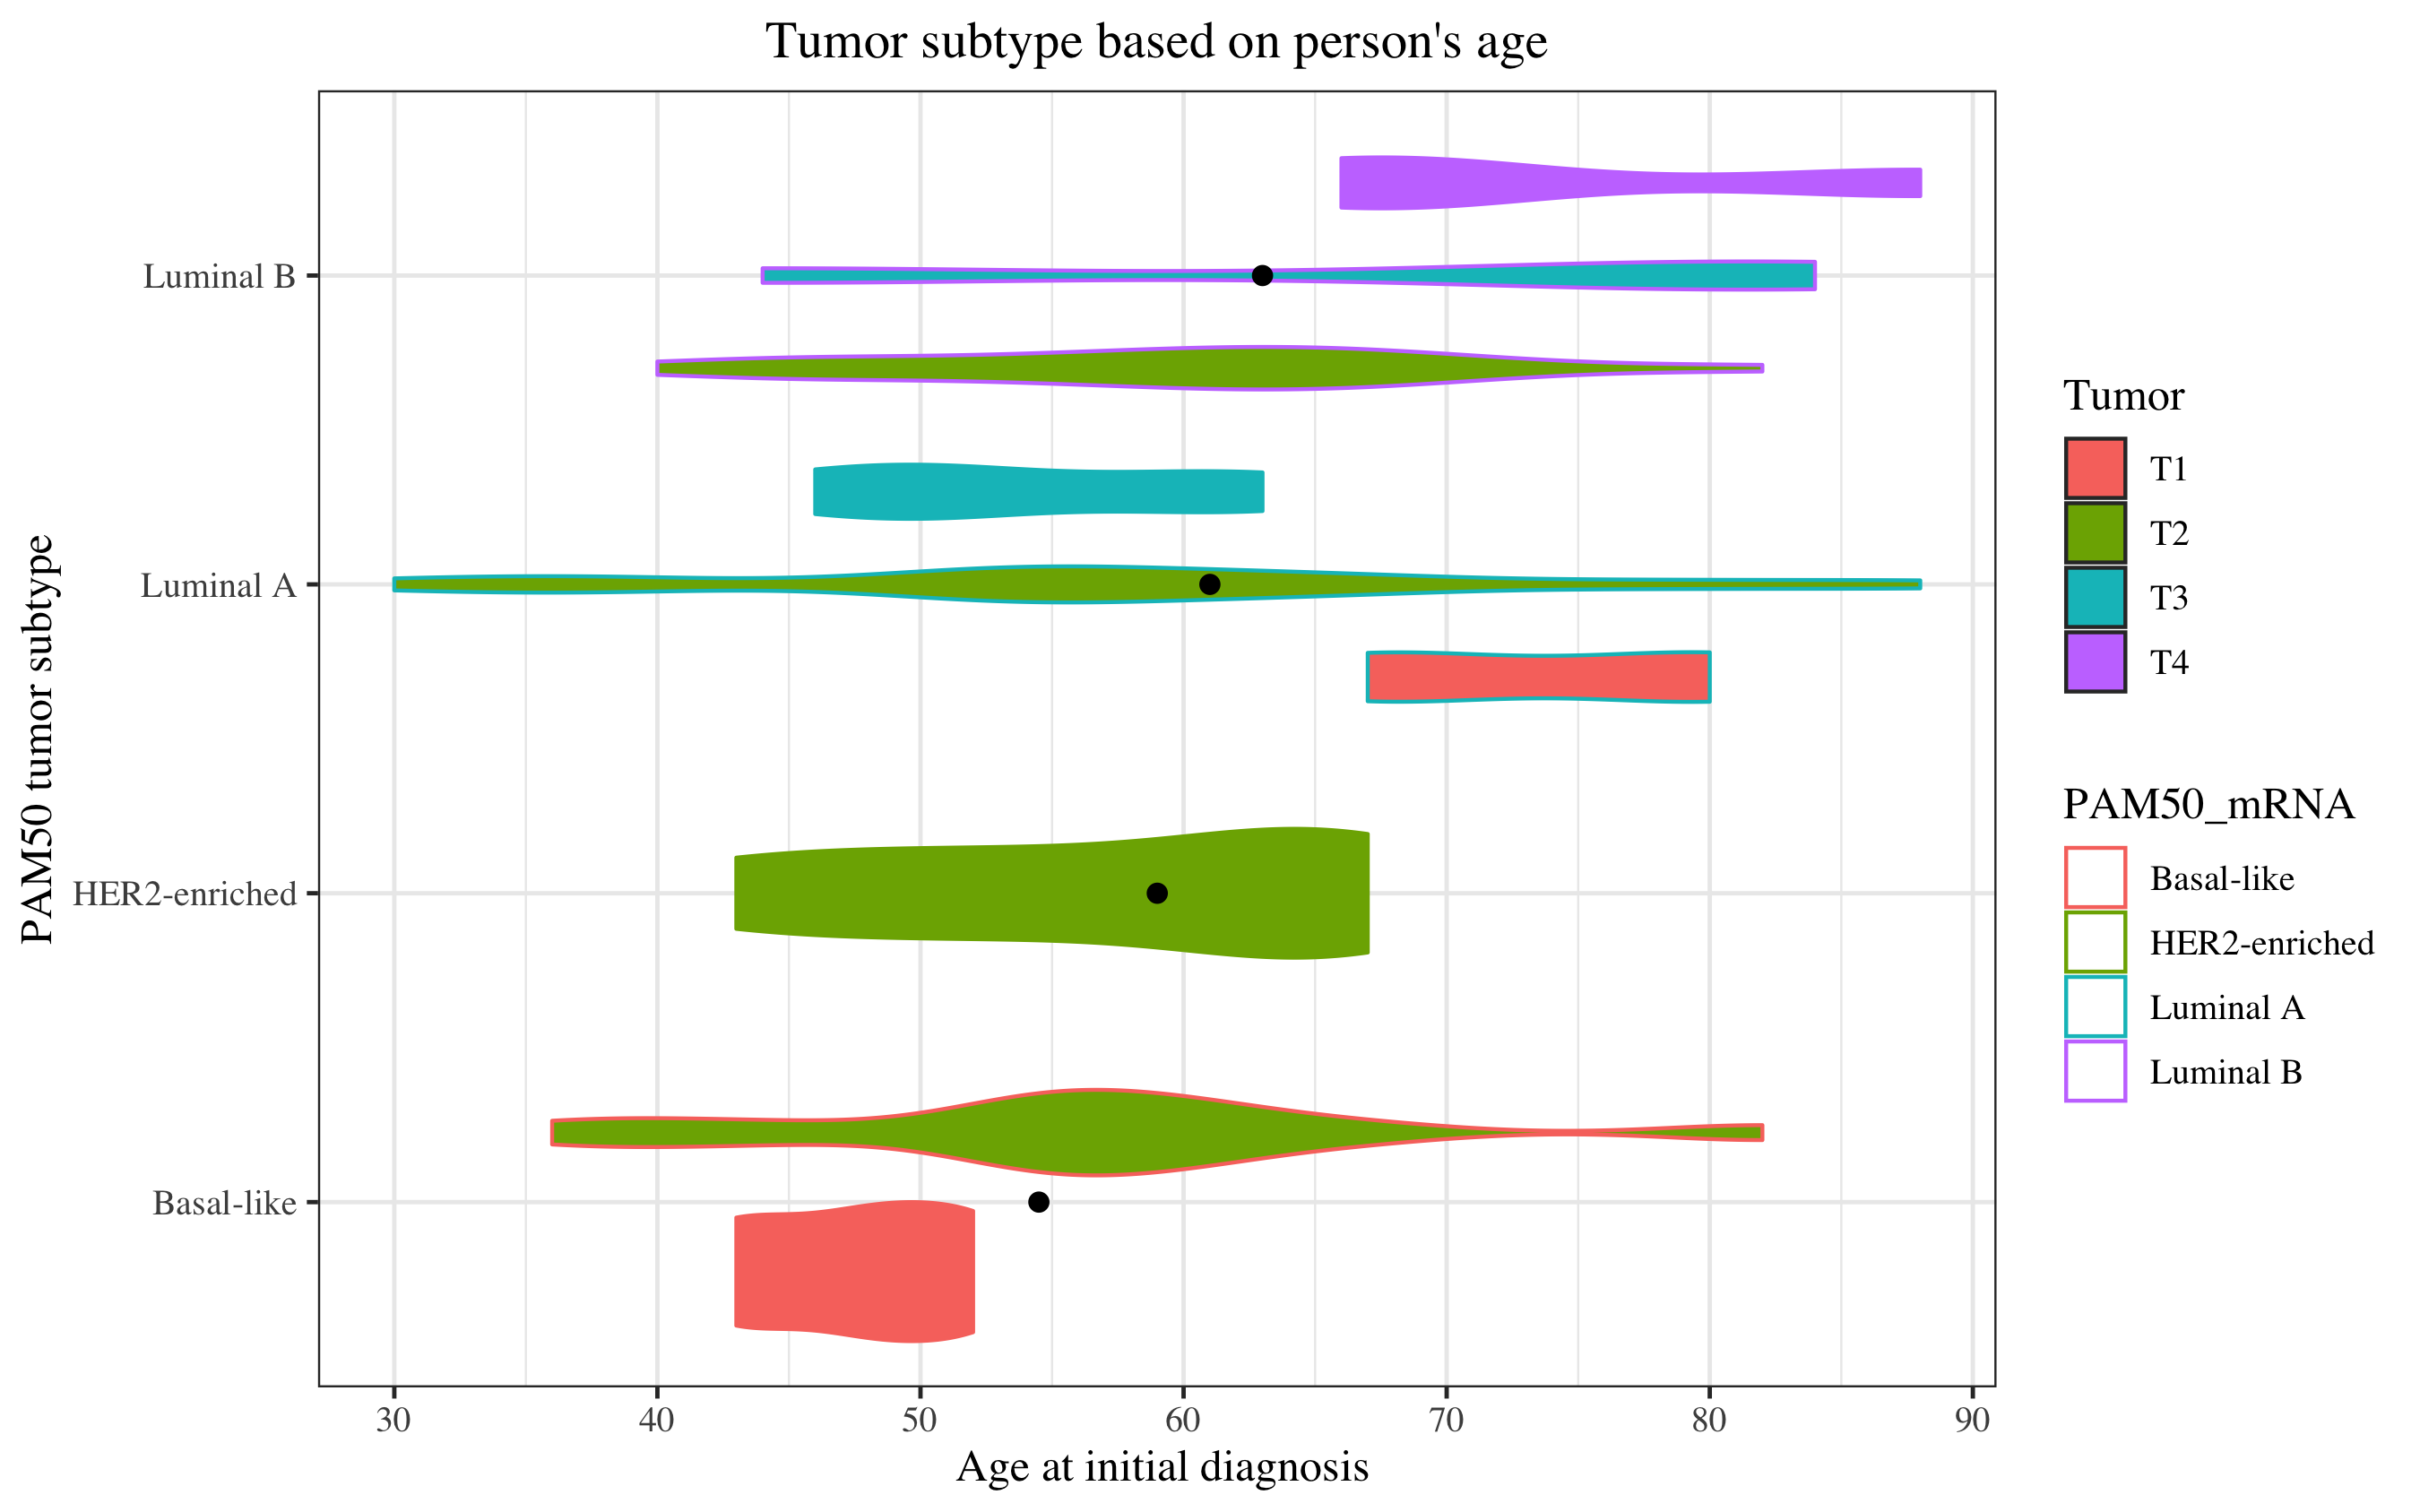 Tumor subtype based on person's age
PAM50 tumor subtype
Luminal B
Luminal A
HER2-enriched
Basal-like
30 40 50 60 70 80 90
Age at initial diagnosis
Tumor
T1
T2
T3
T4
PAM50_mRNA
Basal-like
HER2-enriched
Luminal A
Luminal B